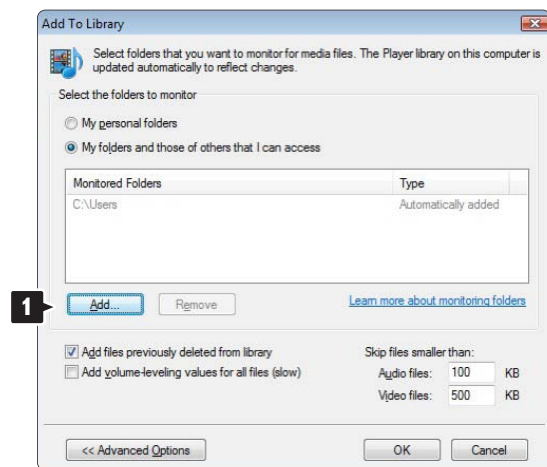 Add To Library
Select folders that you want to monitor for media files. The Player library on this computer is
updated automatically to reflect changes.
Select the folders to monitor
My personal folders
My folders and those of others that I can access
Monitored Folders Type
C:\Users Automatically added
1 Add... Remove Learn more about monitoring folders
Add files previously deleted from library Skip files smaller than:
Add volume-leveling values for all files (slow) Audio files: 100 KB
Video files: 500 KB
<< Advanced Options OK Cancel